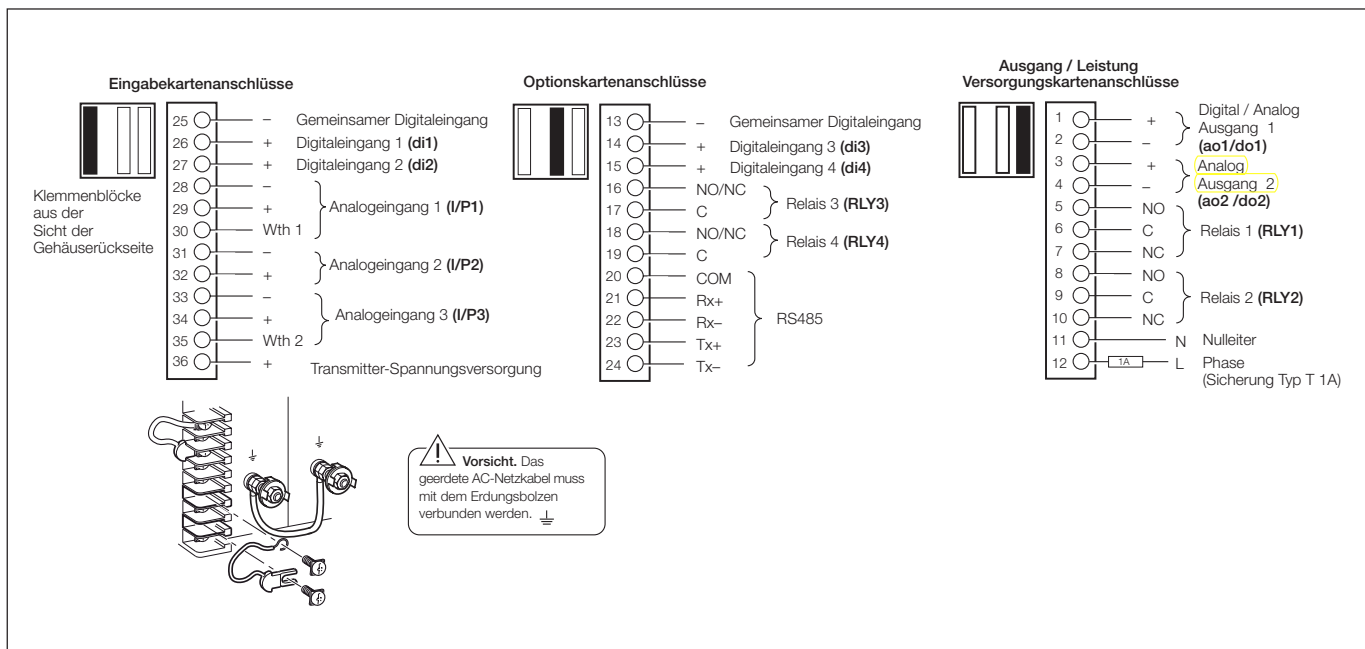 Eingabekartenanschlüsse
25 – Gemeinsamer Digitaleingang
26 + Digitaleingang 1 (di1)
27 + Digitaleingang 2 (di2)
28 –
29 + Analogeingang 1 (I/P1)
30 Wth 1
31 –
32 + Analogeingang 2 (I/P2)
33 –
34 + Analogeingang 3 (I/P3)
35 Wth 2
36 + Transmitter-Spannungsversorgung
Klemmenblöcke
aus der
Sicht der
Gehäuserückseite
Optionskartenanschlüsse
13 – Gemeinsamer Digitaleingang
14 + Digitaleingang 3 (di3)
15 + Digitaleingang 4 (di4)
16 NO/NC
17 C Relais 3 (RLY3)
18 NO/NC
19 C Relais 4 (RLY4)
20 COM
21 Rx+
22 Rx– RS485
23 Tx+
24 Tx–
Ausgang / Leistung
Versorgungskartenanschlüsse
1 + Digital / Analog
Ausgang 1
2 – (ao1/do1)
3 + Analog
4 – Ausgang 2
(ao2 /do2)
5 NO
6 C Relais 1 (RLY1)
7 NC
8 NO
9 C Relais 2 (RLY2)
10 NC
11 N Nulleiter
12 1A L Phase
(Sicherung Typ T 1A)
! Vorsicht. Das
geerdete AC-Netzkabel muss
mit dem Erdungsbolzen
verbunden werden.